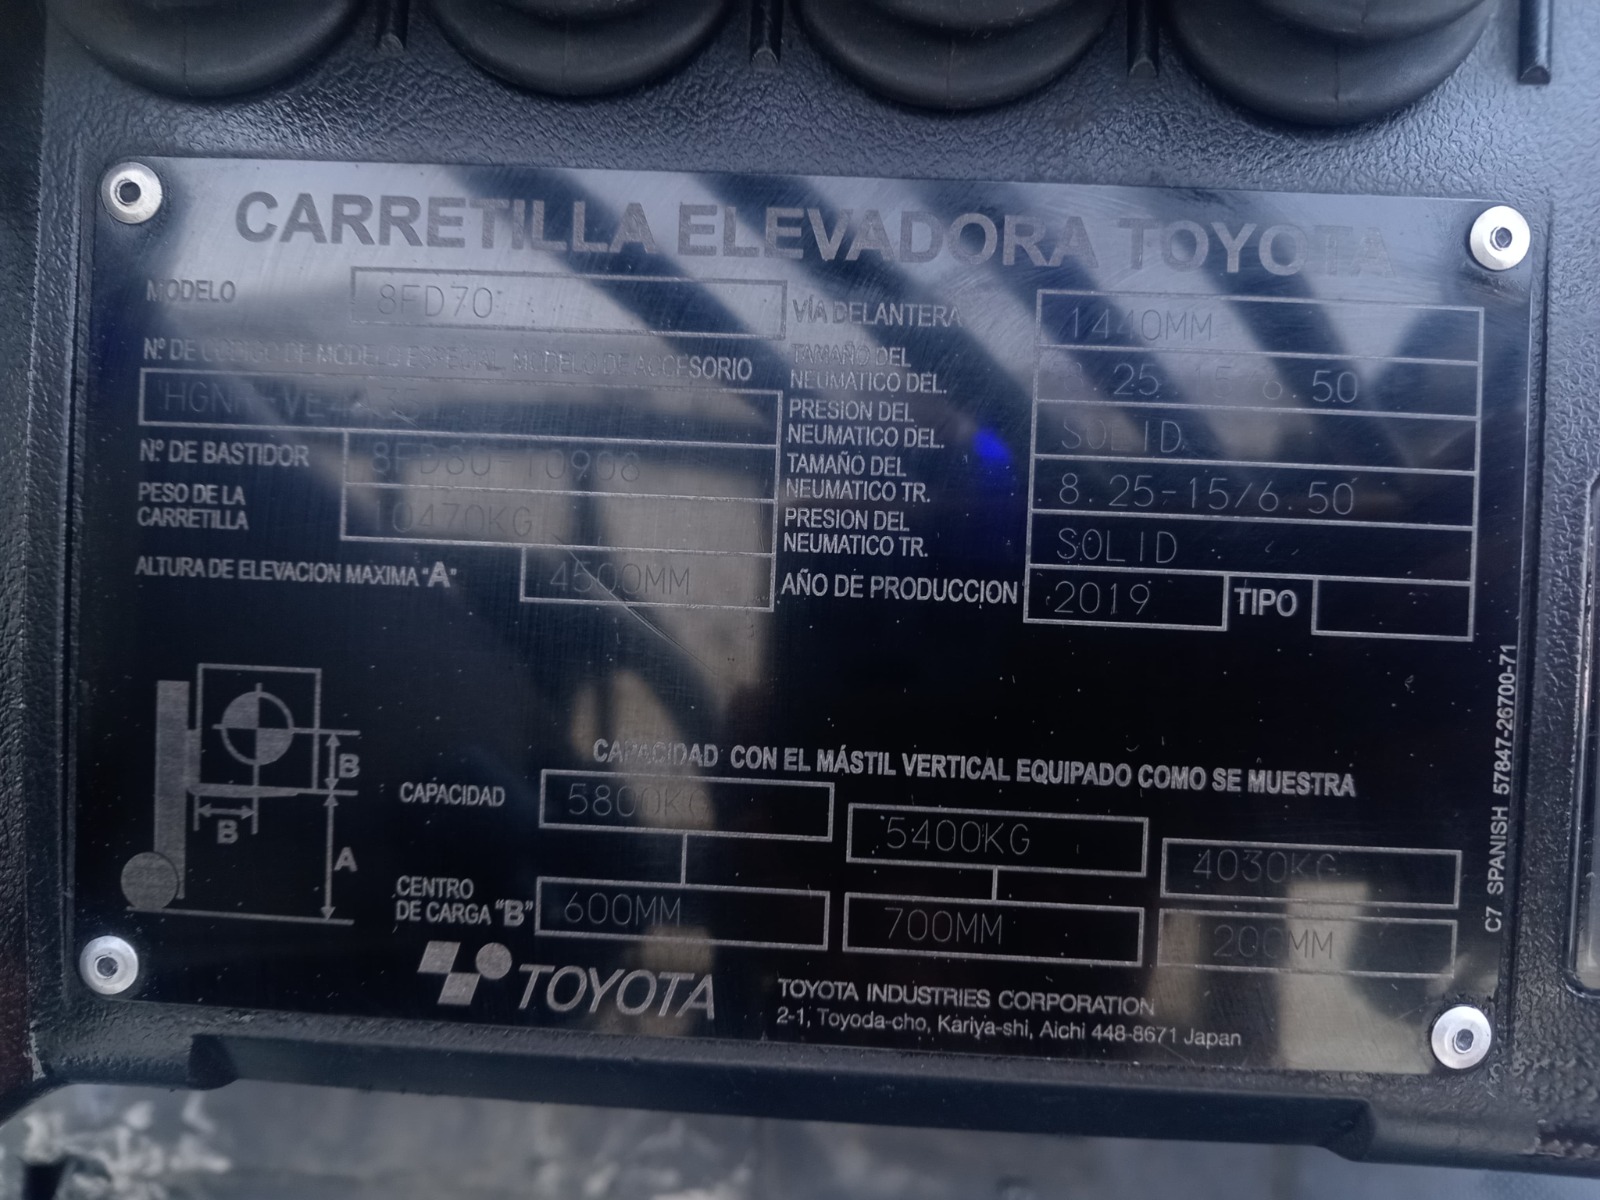 CARRETILLA ELEVADORA TOYOTA
MODELO 8FD70
Nº DE CODIGO DE MODELO ESPECIAL, MODELO DE ACCESORIO
Nº DE BASTIDOR 8FD80-10908
PESO DE LA CARRETILLA 10470KG
ALTURA DE ELEVACION MAXIMA "A" 4500MM
VÍA DELANTERA 1440MM
TAMAÑO DEL NEUMATICO DEL. 8.25-15/6.50
PRESION DEL NEUMATICO DEL. SOLID
TAMAÑO DEL NEUMATICO TR. 8.25-15/6.50
PRESION DEL NEUMATICO TR. SOLID
AÑO DE PRODUCCION 2019 TIPO
B
B
A
CAPACIDAD CON EL MÁSTIL VERTICAL EQUIPADO COMO SE MUESTRA
CAPACIDAD 5800KG 5400KG 4030KG
CENTRO DE CARGA "B" 600MM 700MM 1200MM
TOYOTA
TOYOTA INDUSTRIES CORPORATION
2-1, Toyoda-cho, Kariya-shi, Aichi 448-8671 Japan
C7 SPANISH 57847-26700-71